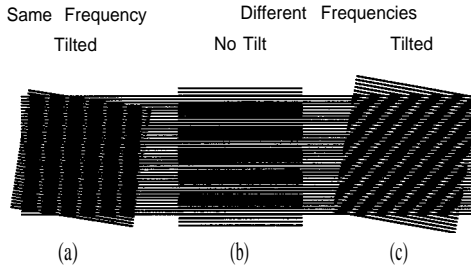 Same Frequency Different Frequencies
Tilted No Tilt Tilted
(a) (b) (c)